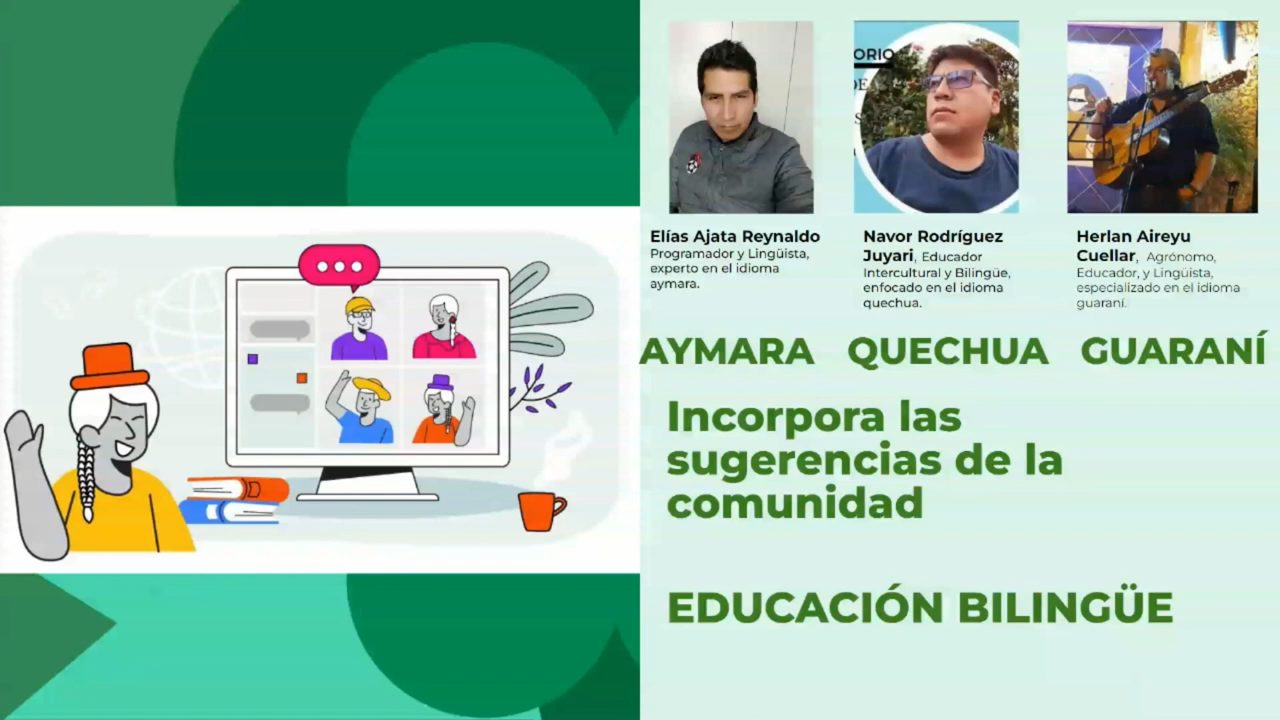 ORIO
DE
S
Elías Ajata Reynaldo
Programador y Lingüista,
experto en el idioma
aymara.
Navor Rodríguez
Juyari, Educador
Intercultural y Bilingüe,
enfocado en el idioma
quechua.
Herlan Aireyu
Cuellar, Agrónomo,
Educador, y Lingüista,
especializado en el idioma
guaraní.
AYMARA QUECHUA GUARANÍ
Incorpora las
sugerencias de la
comunidad
EDUCACIÓN BILINGÜE